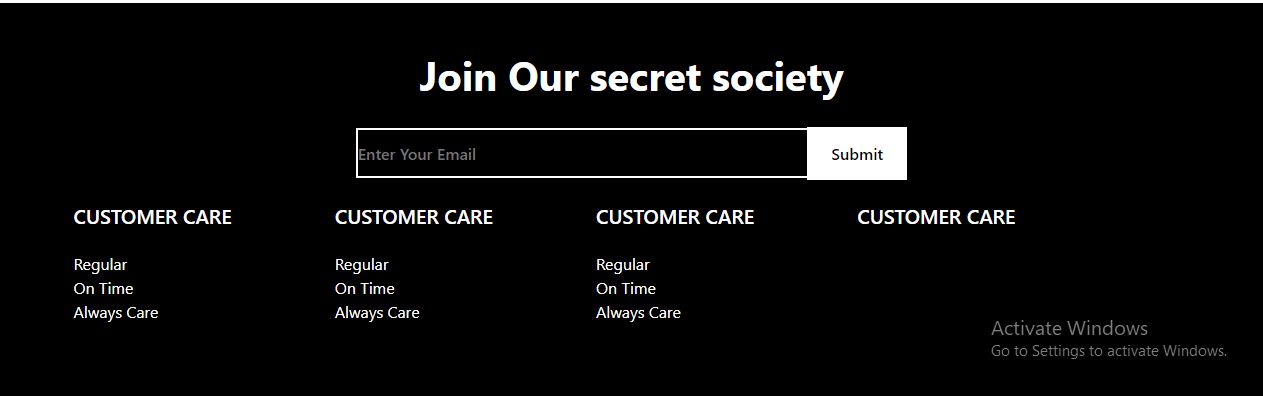 Join Our secret society
Enter Your Email
Submit
CUSTOMER CARE
Regular
On Time
Always Care
CUSTOMER CARE
Regular
On Time
Always Care
CUSTOMER CARE
Regular
On Time
Always Care
CUSTOMER CARE
Activate Windows
Go to Settings to activate Windows.